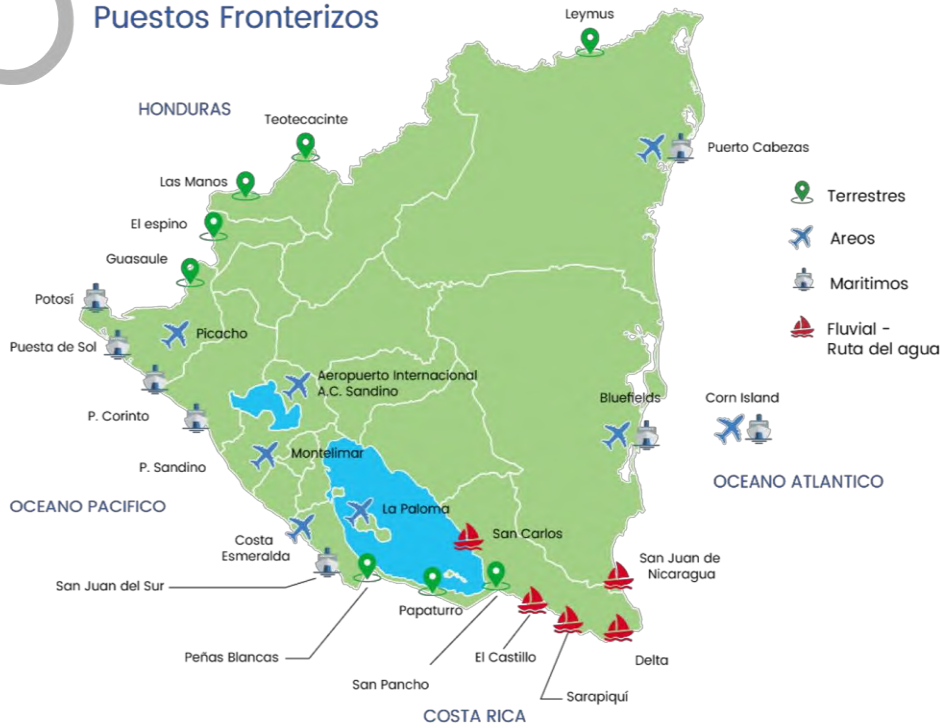 Puestos Fronterizos
Leymus
HONDURAS
Teotecacinte
Puerto Cabezas
Las Manos
Terrestres
El espino
Areos
Guasaule
Maritimos
Potosí
Fluvial -
Ruta del agua
Picacho
Puesta de Sol
Aeropuerto Internacional
A.C. Sandino
Bluefields
Corn Island
P. Corinto
Montelimar
P. Sandino
OCEANO ATLANTICO
OCEANO PACIFICO
La Paloma
San Carlos
Costa
Esmeralda
San Juan de
Nicaragua
San Juan del Sur
Papaturro
Peñas Blancas
El Castillo
Delta
San Pancho
Sarapiquí
COSTA RICA